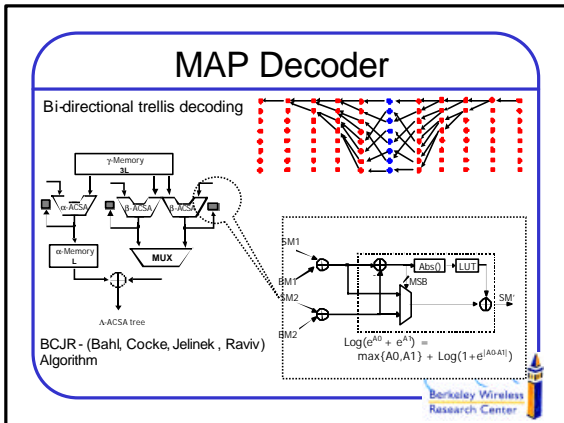 MAP Decoder
Bi-directional trellis decoding
γ-Memory
3L
α-ACSA
β-ACSA
β-ACSA
α-Memory
L
MUX
Λ-ACSA tree
SM1
BM1
SM2
BM2
Abs()
LUT
MSB
SM'
Log(e^A0 + e^A1) =
max{A0,A1} + Log(1+e^|A0-A1|)
BCJR - (Bahl, Cocke, Jelinek , Raviv)
Algorithm
Berkeley Wireless
Research Center